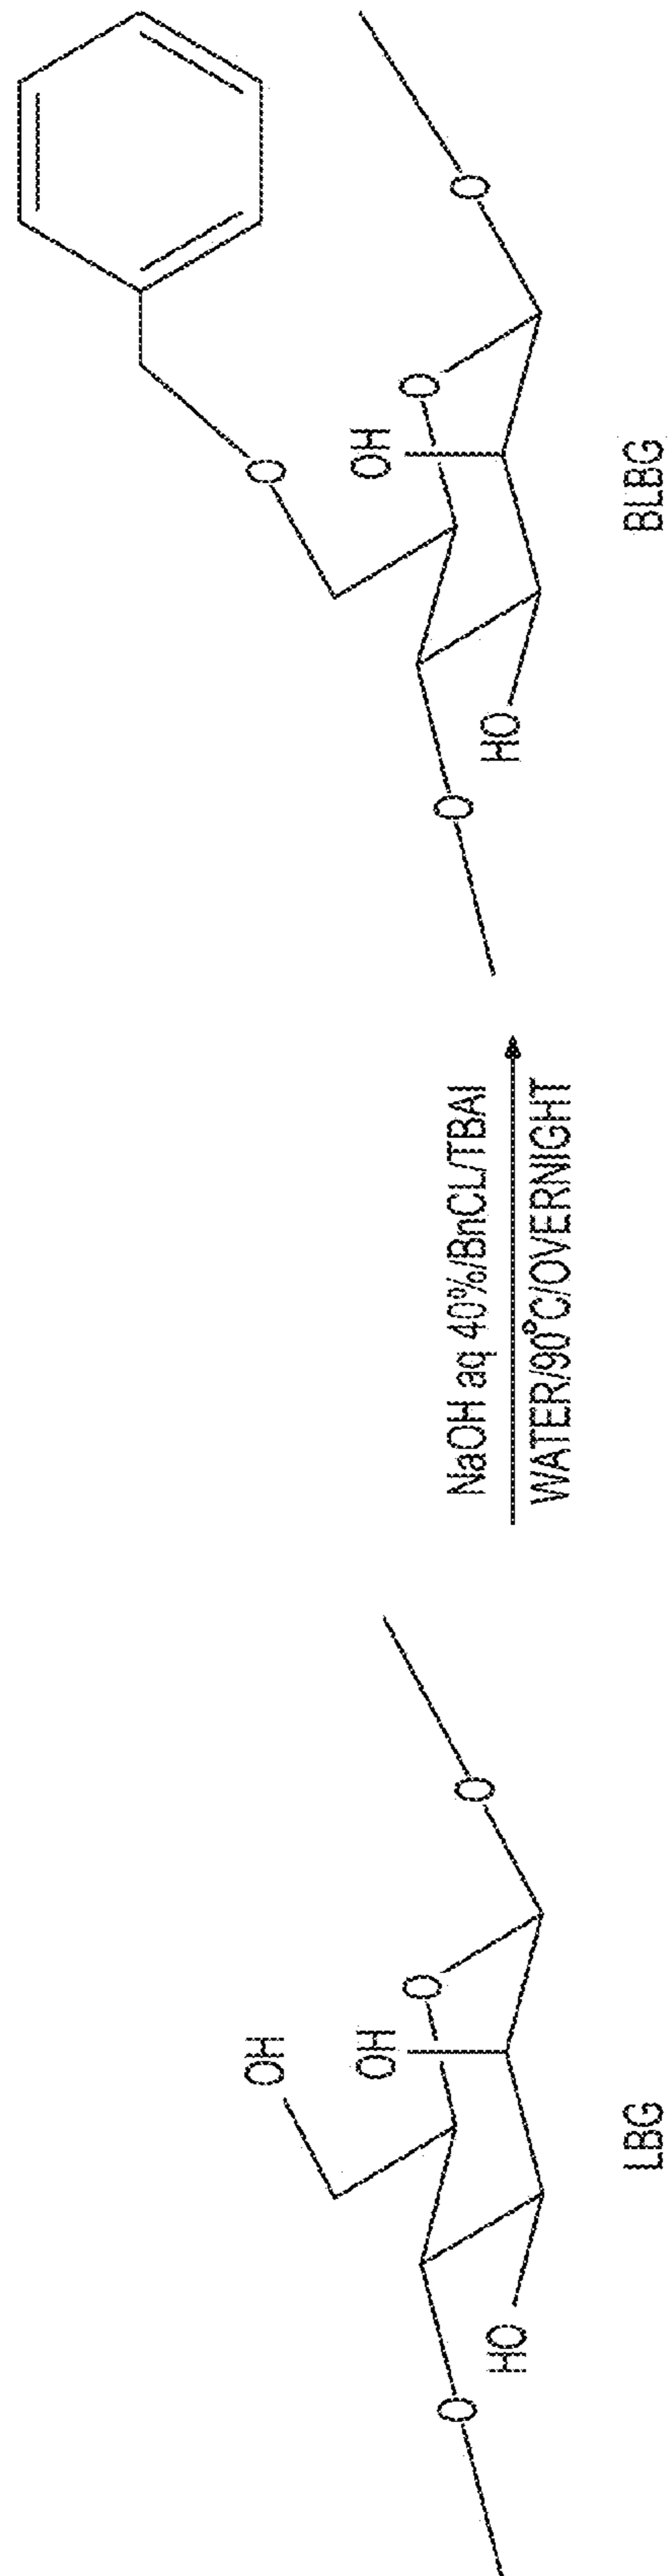 OH
OH
O
O
O
HO
LBG
NaOH aq 40%/BnCL/TBAI
WATER/90°C/OVERNIGHT
O
OH
O
O
O
HO
BLBG